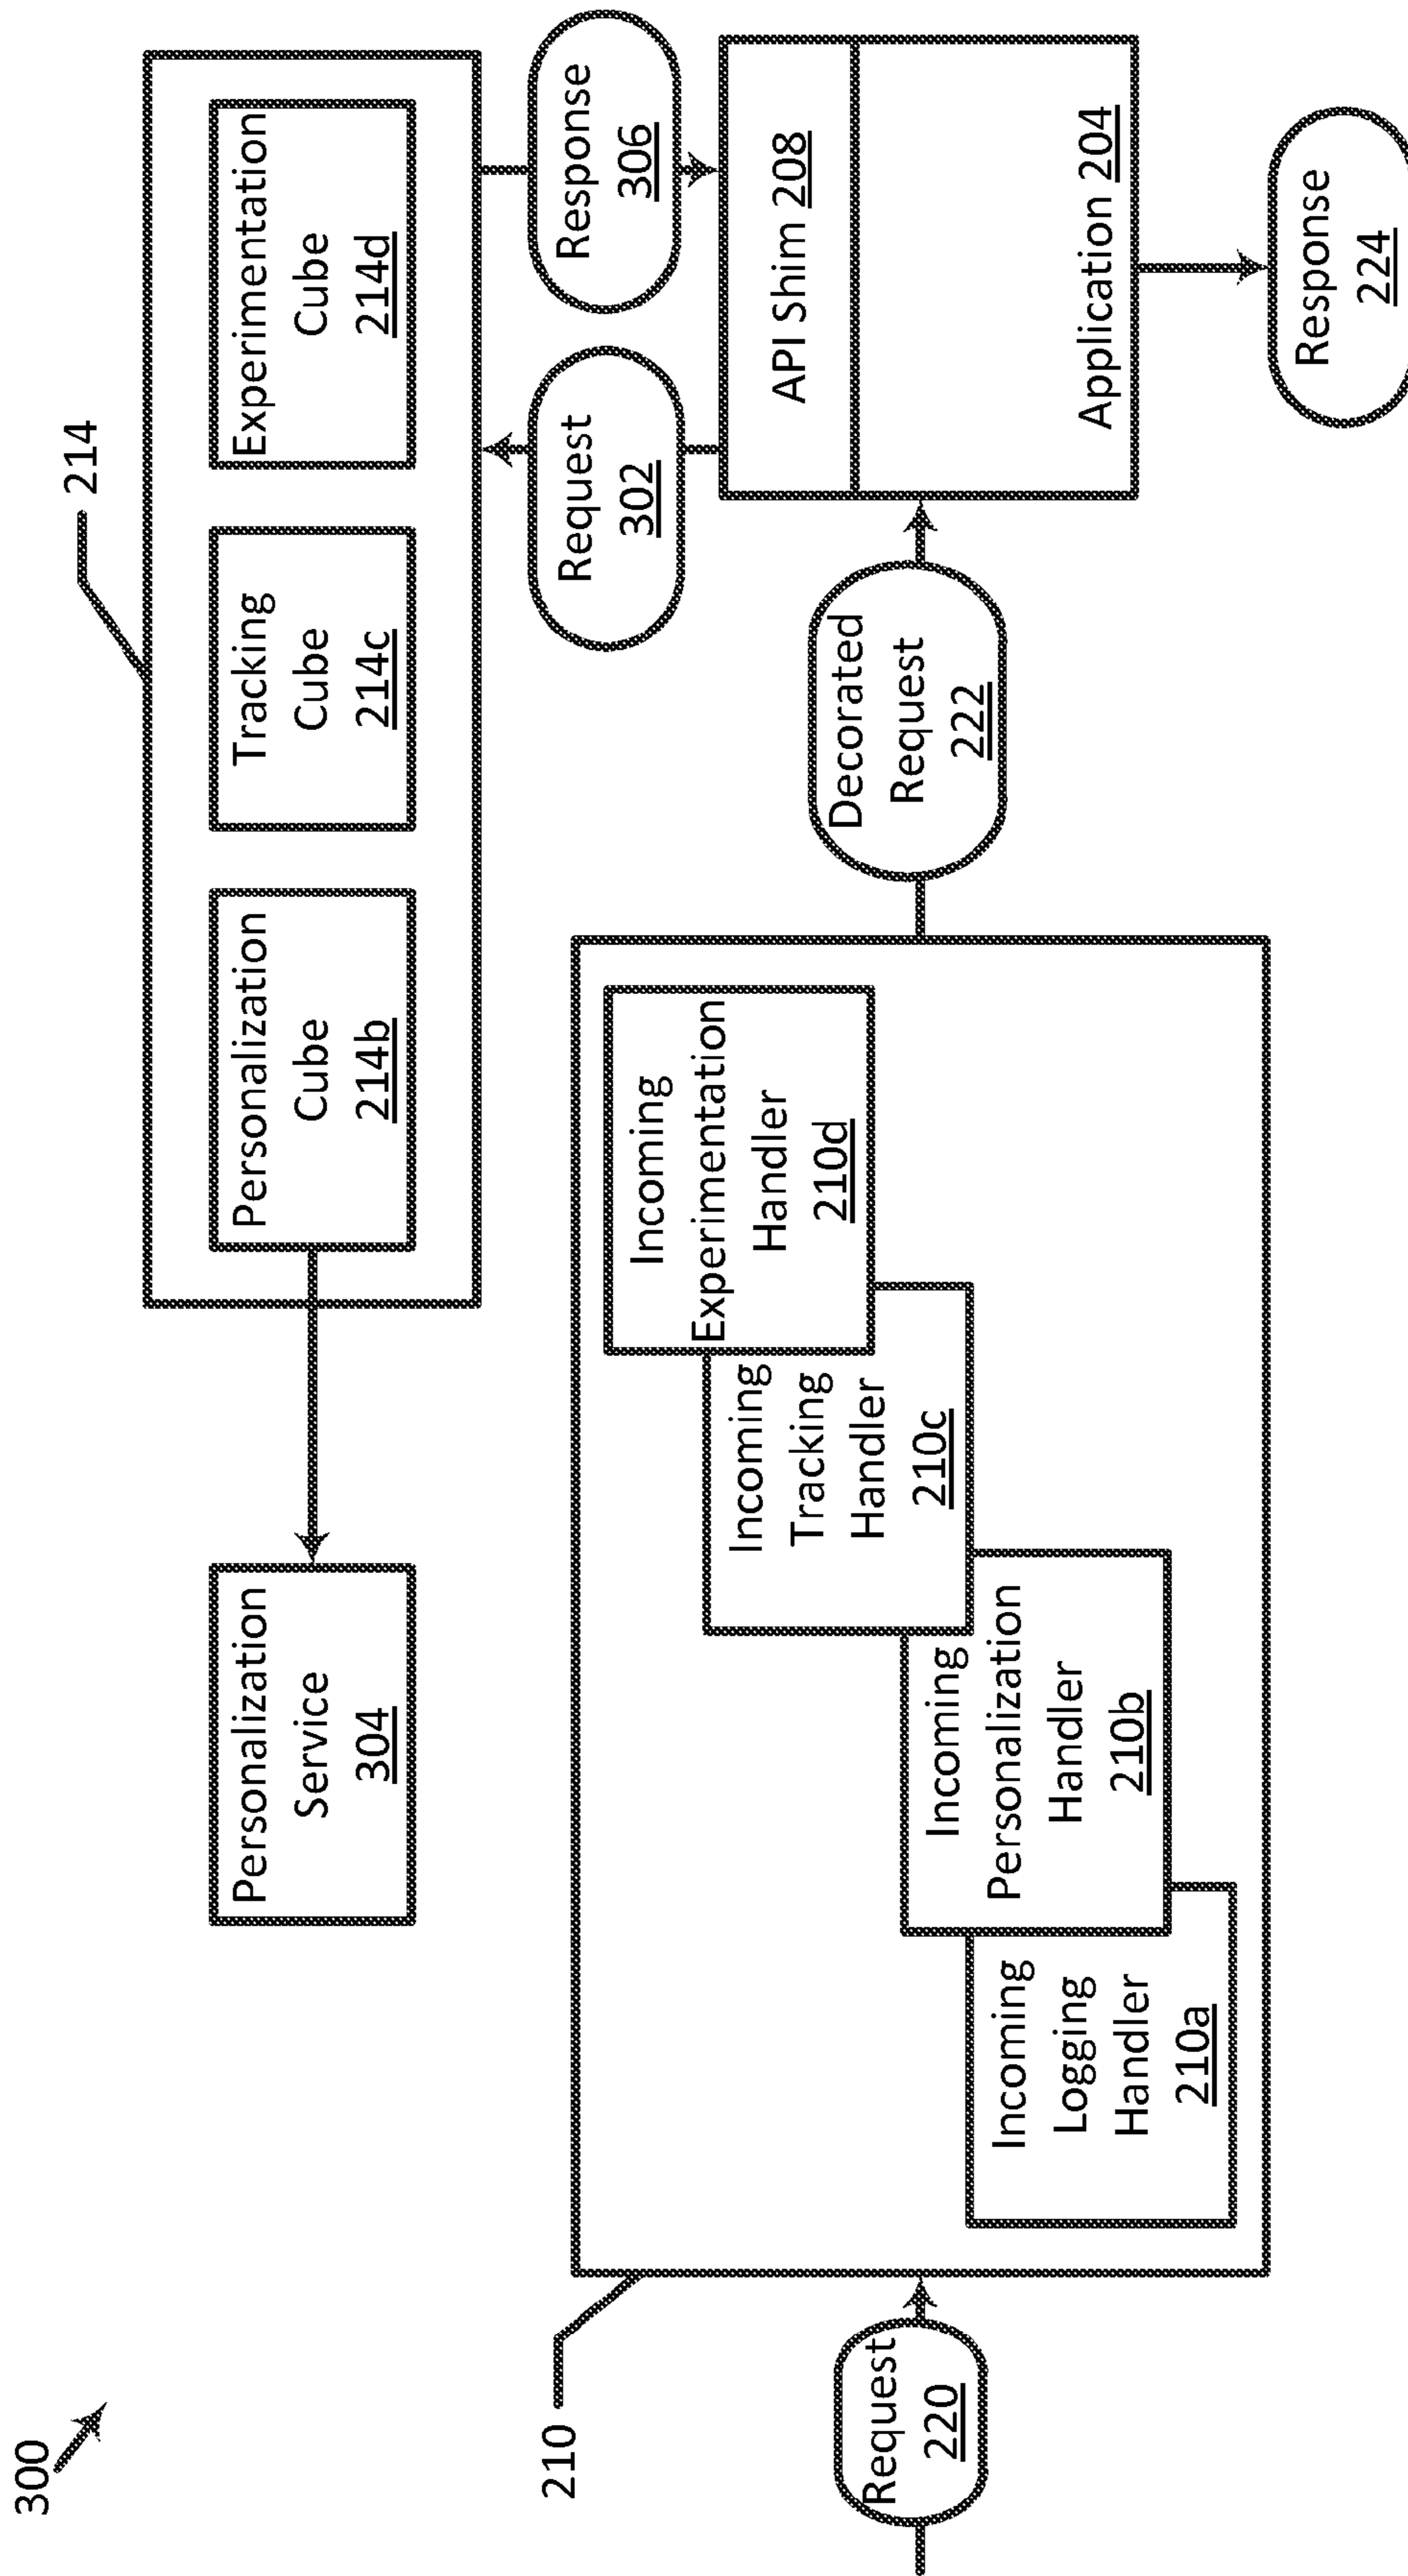 300
214
Personalization
Service
304
Personalization
Cube
214b
Tracking
Cube
214c
Experimentation
Cube
214d
Request
302
Response
306
210
Request
220
Incoming
Logging
Handler
210a
Incoming
Personalization
Handler
210b
Incoming
Tracking
Handler
210c
Incoming
Experimentation
Handler
210d
Decorated
Request
222
API Shim 208
Application 204
Response
224